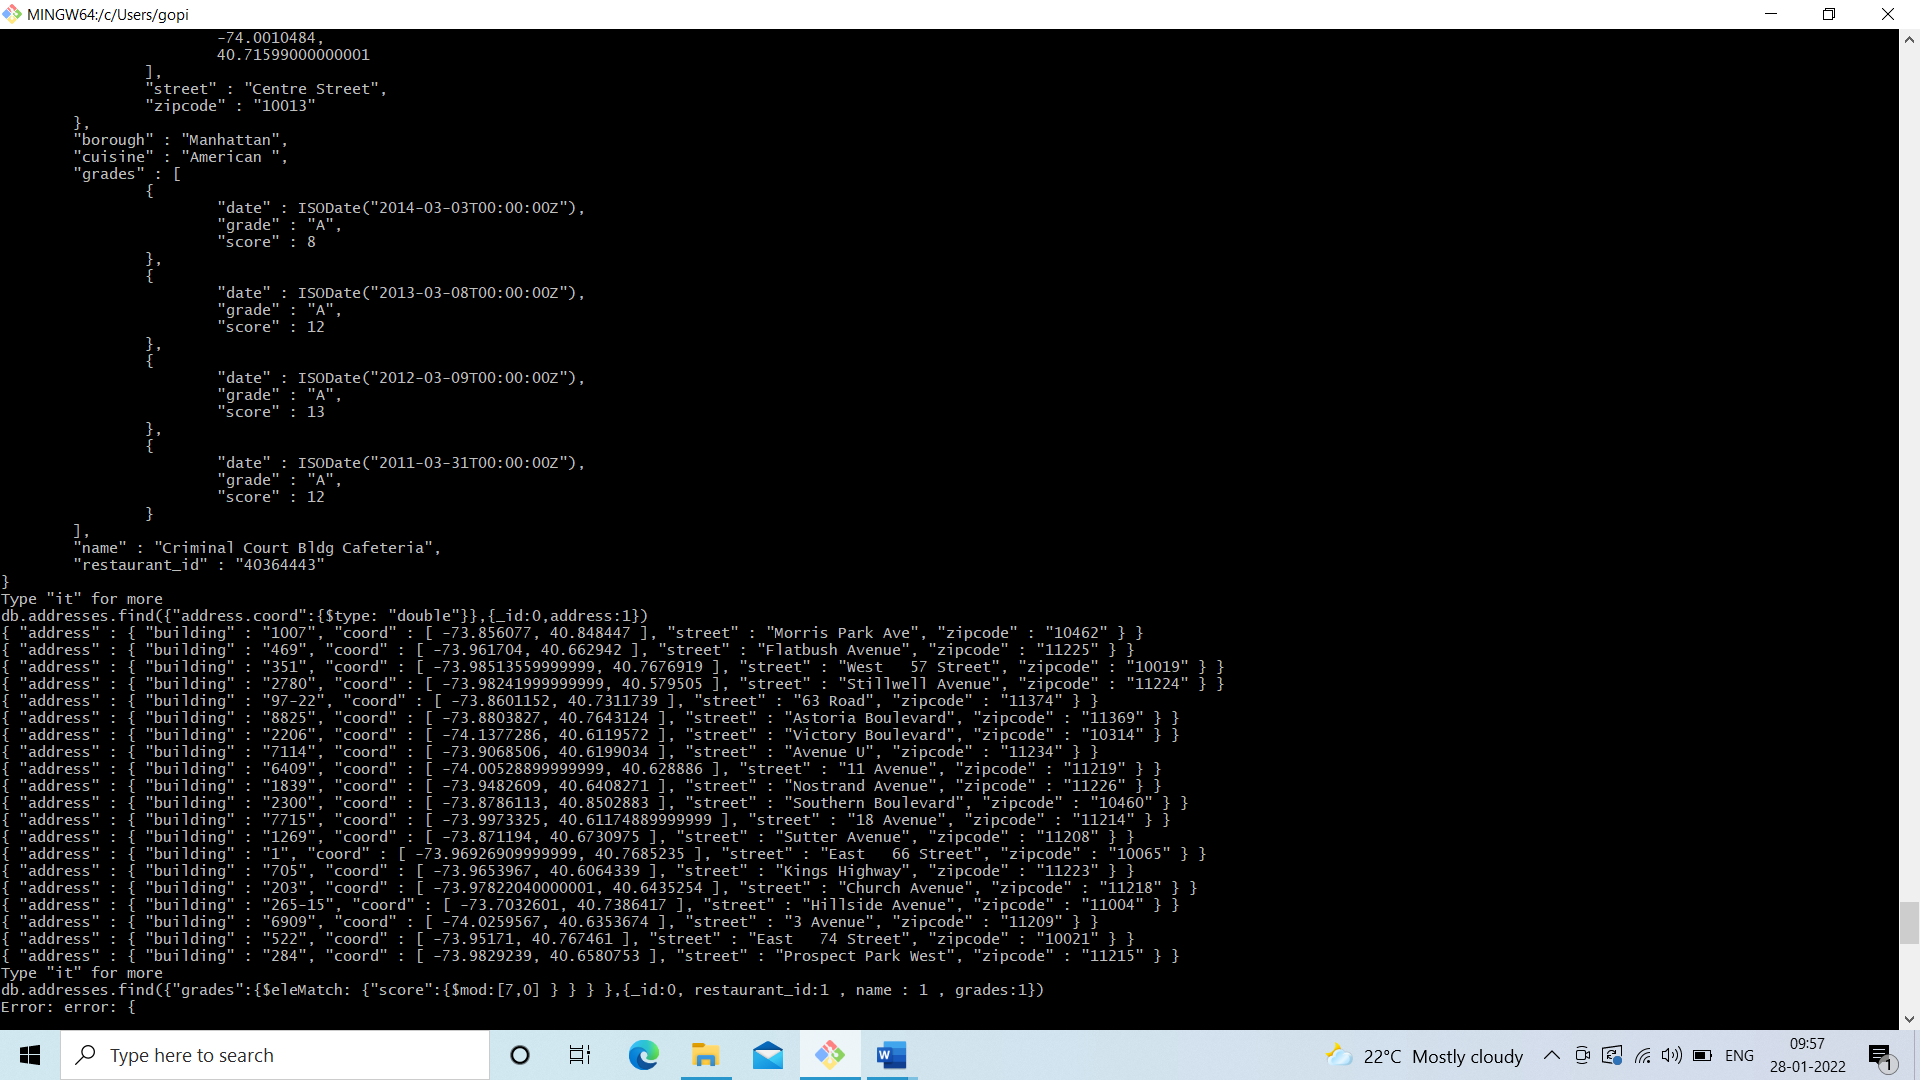 MINGW64:/c/Users/gopi
-74.0010484,
40.71599000000001
],
"street" : "Centre Street",
"zipcode" : "10013"
},
"borough" : "Manhattan",
"cuisine" : "American ",
"grades" : [
{
"date" : ISODate("2014-03-03T00:00:00Z"),
"grade" : "A",
"score" : 8
},
{
"date" : ISODate("2013-03-08T00:00:00Z"),
"grade" : "A",
"score" : 12
},
{
"date" : ISODate("2012-03-09T00:00:00Z"),
"grade" : "A",
"score" : 13
},
{
"date" : ISODate("2011-03-31T00:00:00Z"),
"grade" : "A",
"score" : 12
}
],
"name" : "Criminal Court Bldg Cafeteria",
"restaurant_id" : "40364443"
}
Type "it" for more
db.addresses.find({"address.coord":{$type: "double"}},{_id:0,address:1})
{ "address" : { "building" : "1007", "coord" : [ -73.856077, 40.848447 ], "street" : "Morris Park Ave", "zipcode" : "10462" } }
{ "address" : { "building" : "469", "coord" : [ -73.961704, 40.662942 ], "street" : "Flatbush Avenue", "zipcode" : "11225" } }
{ "address" : { "building" : "351", "coord" : [ -73.98513559999999, 40.7676919 ], "street" : "West   57 Street", "zipcode" : "10019" } }
{ "address" : { "building" : "2780", "coord" : [ -73.98241999999999, 40.579505 ], "street" : "Stillwell Avenue", "zipcode" : "11224" } }
{ "address" : { "building" : "97-22", "coord" : [ -73.8601152, 40.7311739 ], "street" : "63 Road", "zipcode" : "11374" } }
{ "address" : { "building" : "8825", "coord" : [ -73.8803827, 40.7643124 ], "street" : "Astoria Boulevard", "zipcode" : "11369" } }
{ "address" : { "building" : "2206", "coord" : [ -74.1377286, 40.6119572 ], "street" : "Victory Boulevard", "zipcode" : "10314" } }
{ "address" : { "building" : "7114", "coord" : [ -73.9068506, 40.6199034 ], "street" : "Avenue U", "zipcode" : "11234" } }
{ "address" : { "building" : "6409", "coord" : [ -74.00528899999999, 40.628886 ], "street" : "11 Avenue", "zipcode" : "11219" } }
{ "address" : { "building" : "1839", "coord" : [ -73.9482609, 40.6408271 ], "street" : "Nostrand Avenue", "zipcode" : "11226" } }
{ "address" : { "building" : "2300", "coord" : [ -73.8786113, 40.8502883 ], "street" : "Southern Boulevard", "zipcode" : "10460" } }
{ "address" : { "building" : "7715", "coord" : [ -73.9973325, 40.61174889999999 ], "street" : "18 Avenue", "zipcode" : "11214" } }
{ "address" : { "building" : "1269", "coord" : [ -73.871194, 40.6730975 ], "street" : "Sutter Avenue", "zipcode" : "11208" } }
{ "address" : { "building" : "1", "coord" : [ -73.96926909999999, 40.7685235 ], "street" : "East   66 Street", "zipcode" : "10065" } }
{ "address" : { "building" : "705", "coord" : [ -73.9653967, 40.6064339 ], "street" : "Kings Highway", "zipcode" : "11223" } }
{ "address" : { "building" : "203", "coord" : [ -73.97822040000001, 40.6435254 ], "street" : "Church Avenue", "zipcode" : "11218" } }
{ "address" : { "building" : "265-15", "coord" : [ -73.7032601, 40.7386417 ], "street" : "Hillside Avenue", "zipcode" : "11004" } }
{ "address" : { "building" : "6909", "coord" : [ -74.0259567, 40.6353674 ], "street" : "3 Avenue", "zipcode" : "11209" } }
{ "address" : { "building" : "522", "coord" : [ -73.95171, 40.767461 ], "street" : "East   74 Street", "zipcode" : "10021" } }
{ "address" : { "building" : "284", "coord" : [ -73.9829239, 40.6580753 ], "street" : "Prospect Park West", "zipcode" : "11215" } }
Type "it" for more
db.addresses.find({"grades":{$eleMatch: {"score":{$mod:[7,0] } } } },{_id:0, restaurant_id:1 , name : 1 , grades:1})
Error: error: {
Type here to search
W
22°C Mostly cloudy
ENG
09:57
28-01-2022
1